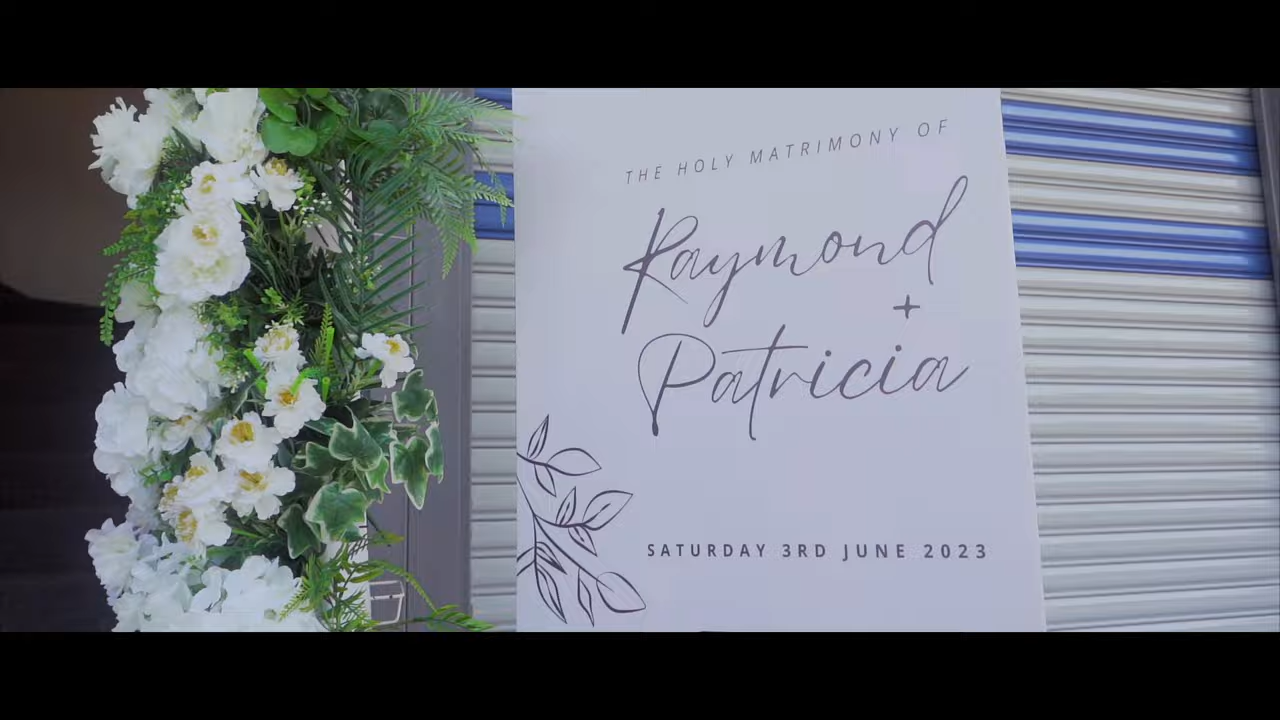 THE HOLY MATRIMONY OF
Raymond
+
Patricia
SATURDAY 3RD JUNE 2023